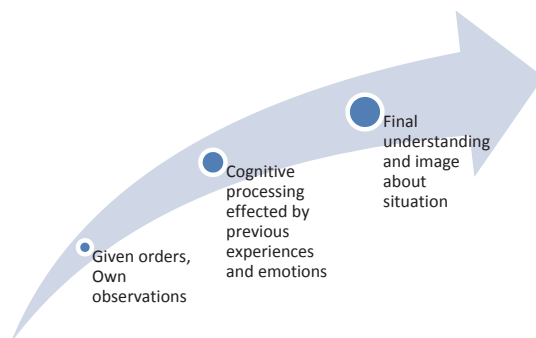 Given orders,
Own
observations
Cognitive
processing
effected by
previous
experiences
and emotions
Final
understanding
and image
about
situation